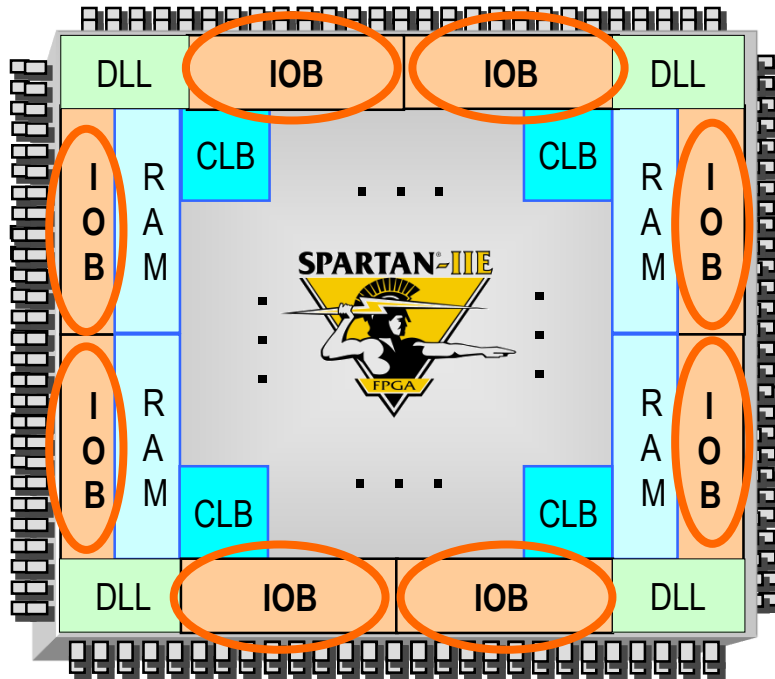 DLL IOB IOB DLL
CLB CLB
I O B
R A M
R A M
I O B
SPARTAN®-IIE
FPGA
I O B
R A M
R A M
I O B
CLB CLB
DLL IOB IOB DLL